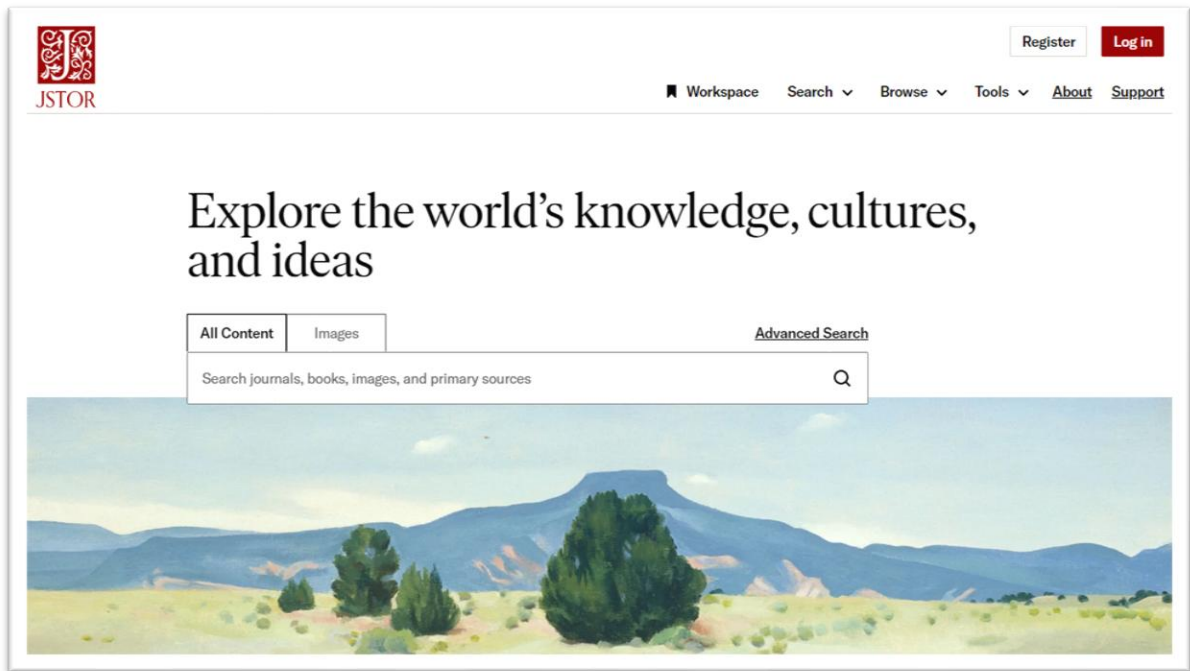 JSTOR
Register
Log in
Workspace Search Browse Tools About Support
Explore the world’s knowledge, cultures,
and ideas
All Content Images
Advanced Search
Search journals, books, images, and primary sources